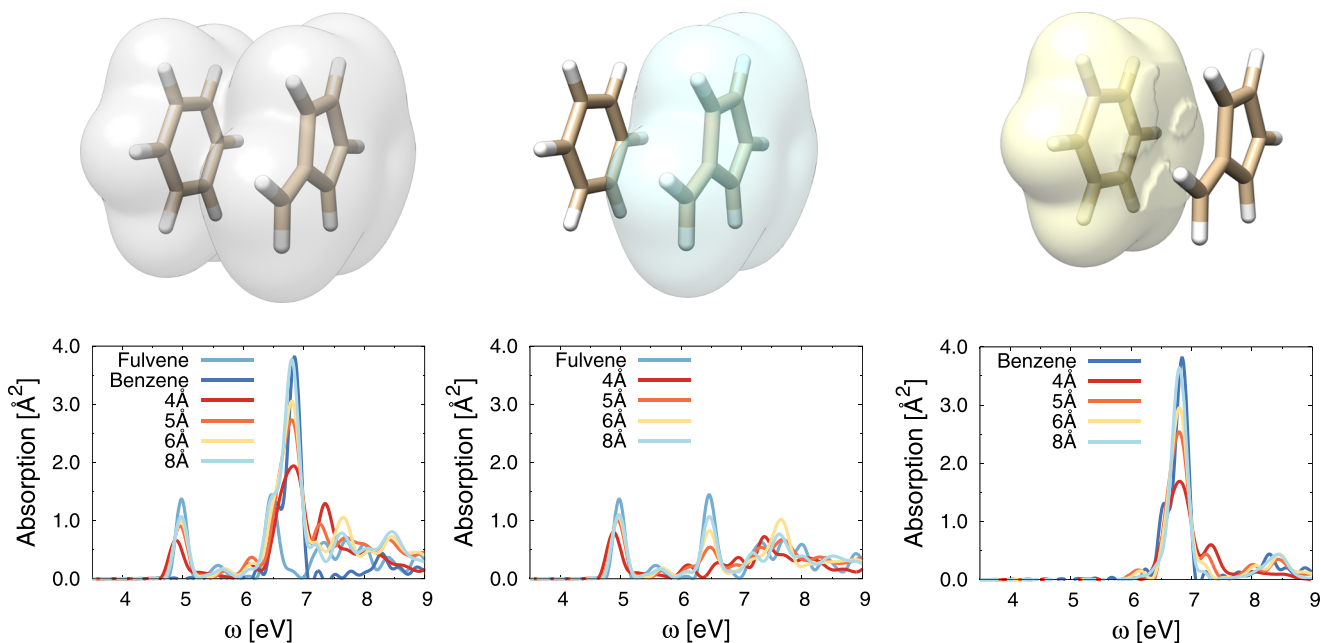 4.0
3.0
2.0
1.0
0.0
Absorption [Å²]
Fulvene
Benzene
4Å
5Å
6Å
8Å
4 5 6 7 8 9
ω [eV]
4.0
3.0
2.0
1.0
0.0
Absorption [Å²]
Fulvene
4Å
5Å
6Å
8Å
4 5 6 7 8 9
ω [eV]
4.0
3.0
2.0
1.0
0.0
Absorption [Å²]
Benzene
4Å
5Å
6Å
8Å
4 5 6 7 8 9
ω [eV]